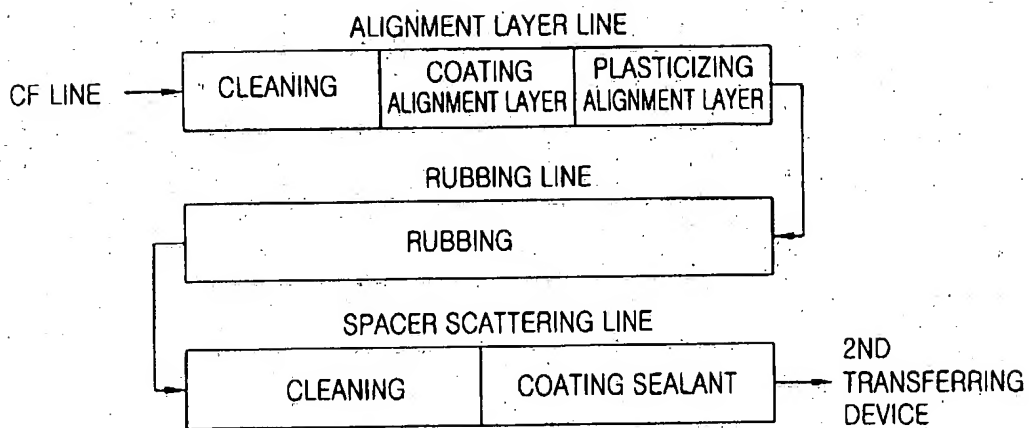 ALIGNMENT LAYER LINE
CF LINE
CLEANING
COATING
ALIGNMENT LAYER
PLASTICIZING
ALIGNMENT LAYER
RUBBING LINE
RUBBING
SPACER SCATTERING LINE
CLEANING
COATING SEALANT
2ND
TRANSFERRING
DEVICE